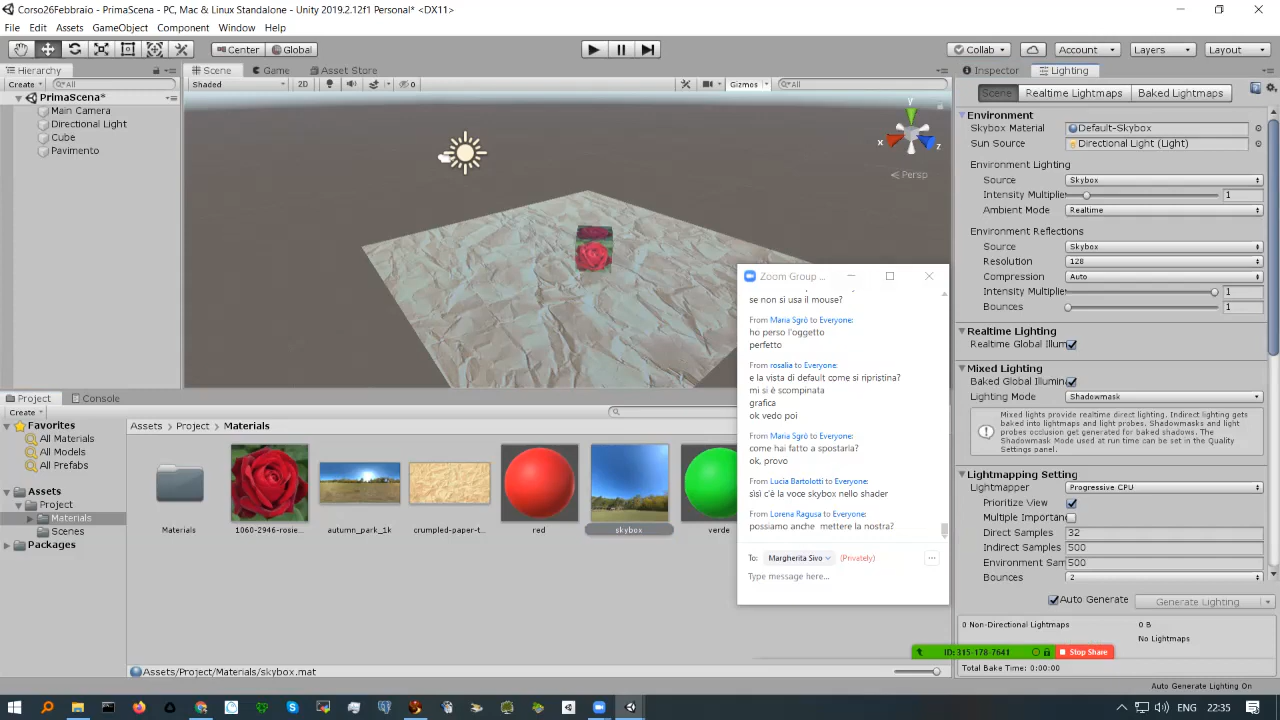 Corso26Febbraio - PrimaScena - PC, Mac & Linux Standalone - Unity 2019.2.12f1 Personal* <DX11>
File Edit Assets GameObject Component Window Help
Center Global
Collab Account Layers Layout
Hierarchy
Create All
PrimaScena*
Main Camera
Directional Light
Cube
Pavimento
Scene Game Asset Store
Shaded 2D 0 Gizmos All
y
x
z
Persp
Inspector Lighting
Scene Realtime Lightmaps Baked Lightmaps
Environment
Skybox Material Default-Skybox
Sun Source Directional Light (Light)
Environment Lighting
Source Skybox
Intensity Multiplie 1
Ambient Mode Realtime
Environment Reflections
Source Skybox
Resolution 128
Compression Auto
Intensity Multiplie 1
Bounces 1
Realtime Lighting
Realtime Global Illum
Mixed Lighting
Baked Global Illumin
Lighting Mode Shadowmask
Mixed lights provide realtime direct lighting. Indirect lighting gets
baked into lightmaps and light probes. Shadowmasks and
light probes occlusion get generated for baked shadows. The
Shadowmask Mode used at run time can be set in the Quality
Settings panel.
Lightmapping Setting
Lightmapper Progressive CPU
Prioritize View
Multiple Importan
Direct Samples 32
Indirect Samples 500
Environment Sam 500
Bounces 2
Auto Generate Generate Lighting
0 Non-Directional Lightmaps 0 B
No Lightmaps
Total Bake Time: 0:00:00
Auto Generate Lighting On
Zoom Group ...
se non si usa il mouse?
From Maria Sgrò to Everyone:
ho perso l'oggetto
perfetto
From rosalia to Everyone:
e la vista di default come si ripristina?
mi si è scompinata
grafica
ok vedo poi
From Maria Sgrò to Everyone:
come hai fatto a spostarla?
ok, provo
From Lucia Bartolotti to Everyone:
sìsì c'è la voce skybox nello shader
From Lorena Ragusa to Everyone:
possiamo anche mettere la nostra?
To: Margherita Sivo (Privately)
Type message here...
ID: 315-178-7641 Stop Share
Project Console
Create
Favorites
All Materials
All Models
All Prefabs
Assets
Project
Materials
Scenes
Packages
Assets Project Materials
Materials
1060-2946-rosie...
autumn_park_1k
crumpled-paper-t...
red
skybox
verde
Assets/Project/Materials/skybox.mat
ENG 22:35